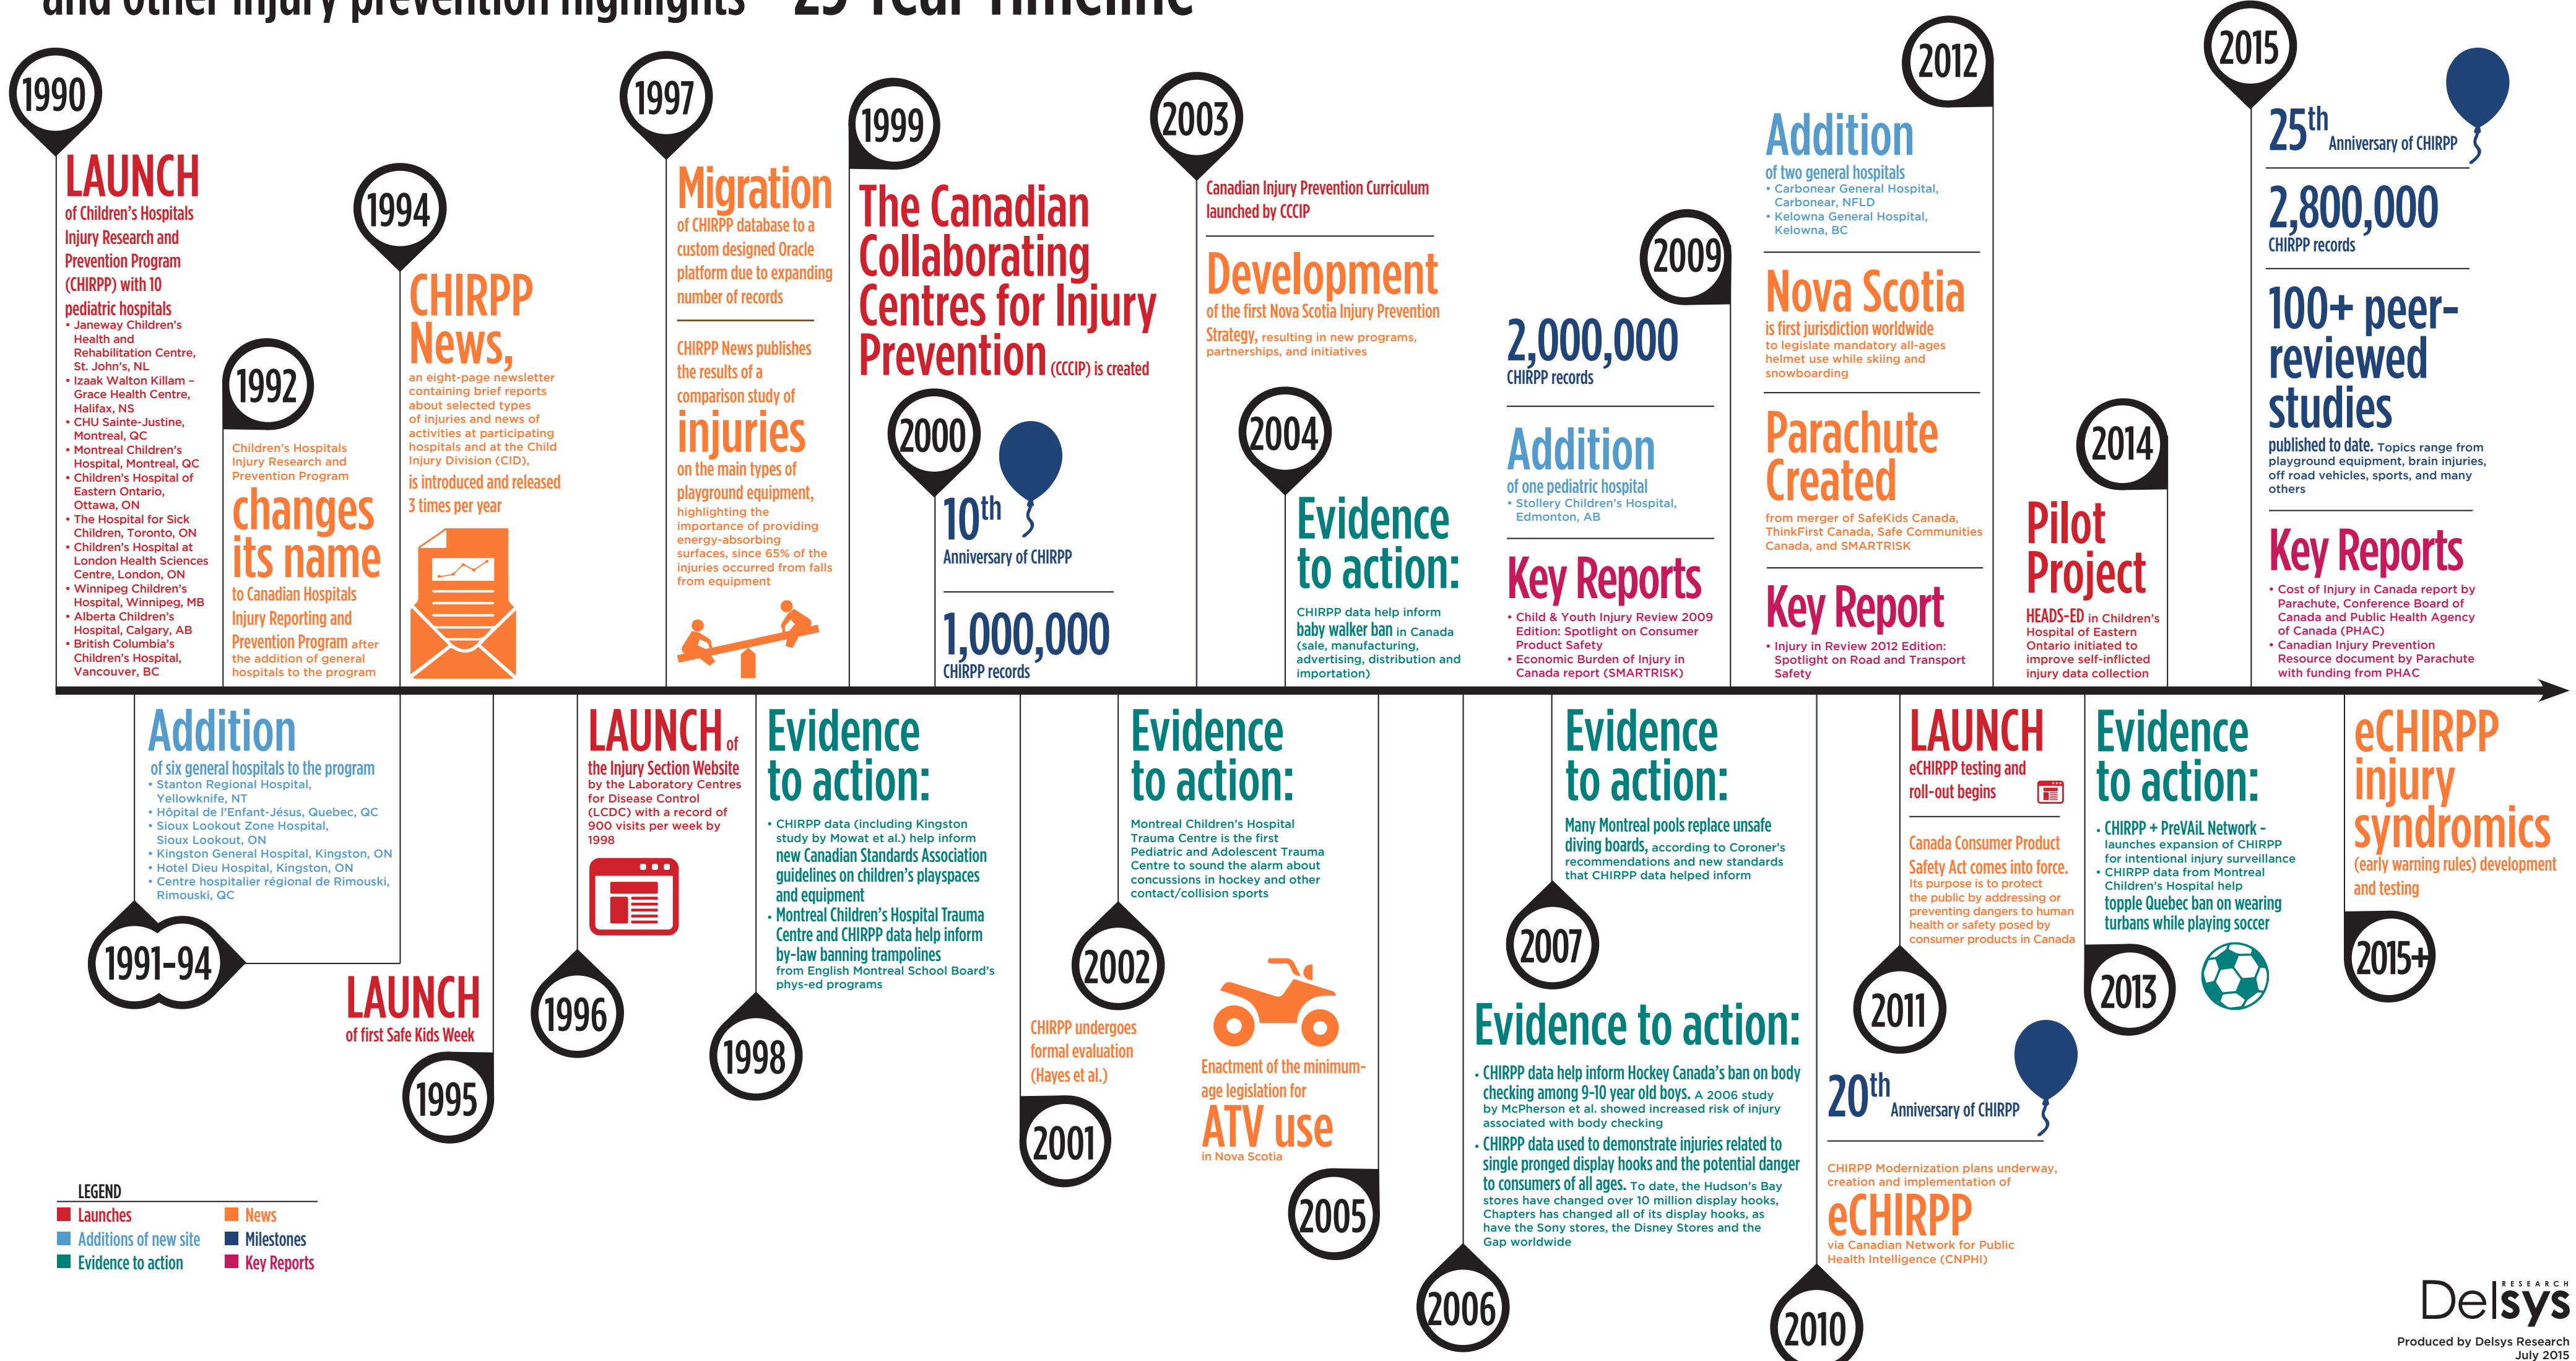 and other injury prevention highlights – 25 Year Timeline
1990
LAUNCH
of Children's Hospitals
Injury Research and
Prevention Program
(CHIRPP) with 10
pediatric hospitals
• Janeway Children's
Health and
Rehabilitation Centre,
St. John's, NL
• Izaak Walton Killam –
Grace Health Centre,
Halifax, NS
• CHU Sainte-Justine,
Montreal, QC
• Montreal Children's
Hospital, Montreal, QC
• Children's Hospital of
Eastern Ontario,
Ottawa, ON
• The Hospital for Sick
Children, Toronto, ON
• Children's Hospital at
London Health Sciences
Centre, London, ON
• Winnipeg Children's
Hospital, Winnipeg, MB
• Alberta Children's
Hospital, Calgary, AB
• British Columbia's
Children's Hospital,
Vancouver, BC
1992
Children's Hospitals
Injury Research and
Prevention Program
changes
its name
to Canadian Hospitals
Injury Reporting and
Prevention Program after
the addition of general
hospitals to the program
1994
CHIRPP
News,
an eight-page newsletter
containing brief reports
about selected types
of injuries and news of
activities at participating
hospitals and at the Child
Injury Division (CID),
is introduced and released
3 times per year
1997
Migration
of CHIRPP database to a
custom designed Oracle
platform due to expanding
number of records
CHIRPP News publishes
the results of a
comparison study of
injuries
on the main types of
playground equipment,
highlighting the
importance of providing
energy-absorbing
surfaces, since 65% of the
injuries occurred from falls
from equipment
1999
The Canadian
Collaborating
Centres for Injury
Prevention (CCCIP) is created
2000
10th
Anniversary of CHIRPP
1,000,000
CHIRPP records
2003
Canadian Injury Prevention Curriculum
launched by CCCIP
Development
of the first Nova Scotia Injury Prevention
Strategy, resulting in new programs,
partnerships, and initiatives
2004
Evidence
to action:
CHIRPP data help inform
baby walker ban in Canada
(sale, manufacturing,
advertising, distribution and
importation)
2009
2,000,000
CHIRPP records
Addition
of one pediatric hospital
• Stollery Children's Hospital,
Edmonton, AB
Key Reports
• Child & Youth Injury Review 2009
Edition: Spotlight on Consumer
Product Safety
• Economic Burden of Injury in
Canada report (SMARTRISK)
2012
Addition
of two general hospitals
• Carbonear General Hospital,
Carbonear, NFLD
• Kelowna General Hospital,
Kelowna, BC
Nova Scotia
is first jurisdiction worldwide
to legislate mandatory all-ages
helmet use while skiing and
snowboarding
Parachute
Created
from merger of SafeKids Canada,
ThinkFirst Canada, Safe Communities
Canada, and SMARTRISK
Key Report
• Injury in Review 2012 Edition:
Spotlight on Road and Transport
Safety
2014
Pilot
Project
HEADS-ED in Children's
Hospital of Eastern
Ontario initiated to
improve self-inflicted
injury data collection
2015
25th Anniversary of CHIRPP
2,800,000
CHIRPP records
100+ peer-
reviewed
studies
published to date. Topics range from
playground equipment, brain injuries,
off road vehicles, sports, and many
others
Key Reports
• Cost of Injury in Canada report by
Parachute, Conference Board of
Canada and Public Health Agency
of Canada (PHAC)
• Canadian Injury Prevention
Resource document by Parachute
with funding from PHAC
Addition
of six general hospitals to the program
• Stanton Regional Hospital,
Yellowknife, NT
• Hôpital de l'Enfant-Jésus, Quebec, QC
• Sioux Lookout Zone Hospital,
Sioux Lookout, ON
• Kingston General Hospital, Kingston, ON
• Hotel Dieu Hospital, Kingston, ON
• Centre hospitalier régional de Rimouski,
Rimouski, QC
1991-94
LAUNCH
of first Safe Kids Week
1995
LAUNCH of
the Injury Section Website
by the Laboratory Centres
for Disease Control
(LCDC) with a record of
900 visits per week by
1998
1996
Evidence
to action:
• CHIRPP data (including Kingston
study by Mowat et al.) help inform
new Canadian Standards Association
guidelines on children's playspaces
and equipment
• Montreal Children's Hospital Trauma
Centre and CHIRPP data help inform
by-law banning trampolines
from English Montreal School Board's
phys-ed programs
1998
CHIRPP undergoes
formal evaluation
(Hayes et al.)
2001
Evidence
to action:
Montreal Children's Hospital
Trauma Centre is the first
Pediatric and Adolescent Trauma
Centre to sound the alarm about
concussions in hockey and other
contact/collision sports
2002
Enactment of the minimum-
age legislation for
ATV use
in Nova Scotia
2005
Evidence to action:
• CHIRPP data help inform Hockey Canada's ban on body
checking among 9-10 year old boys. A 2006 study
by McPherson et al. showed increased risk of injury
associated with body checking
• CHIRPP data used to demonstrate injuries related to
single pronged display hooks and the potential danger
to consumers of all ages. To date, the Hudson's Bay
stores have changed over 10 million display hooks,
Chapters has changed all of its display hooks, as
have the Sony stores, the Disney Stores and the
Gap worldwide
2006
Evidence
to action:
Many Montreal pools replace unsafe
diving boards, according to Coroner's
recommendations and new standards
that CHIRPP data helped inform
2007
20th Anniversary of CHIRPP
CHIRPP Modernization plans underway,
creation and implementation of
eCHIRPP
via Canadian Network for Public
Health Intelligence (CNPHI)
2010
LAUNCH
eCHIRPP testing and
roll-out begins
Canada Consumer Product
Safety Act comes into force.
Its purpose is to protect
the public by addressing or
preventing dangers to human
health or safety posed by
consumer products in Canada
2011
Evidence
to action:
• CHIRPP + PreVAiL Network –
launches expansion of CHIRPP
for intentional injury surveillance
• CHIRPP data from Montreal
Children's Hospital help
topple Quebec ban on wearing
turbans while playing soccer
2013
eCHIRPP
injury
syndromics
(early warning rules) development
and testing
2015+
LEGEND
Launches
News
Additions of new site
Milestones
Evidence to action
Key Reports
RESEARCH
Delsys
Produced by Delsys Research
July 2015